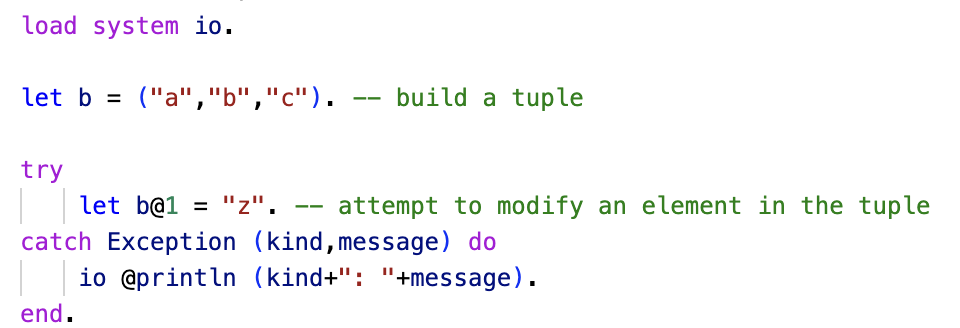 load system io.
let b = ("a","b","c"). -- build a tuple
try
let b@1 = "z". -- attempt to modify an element in the tuple
catch Exception (kind,message) do
io @println (kind+": "+message).
end.